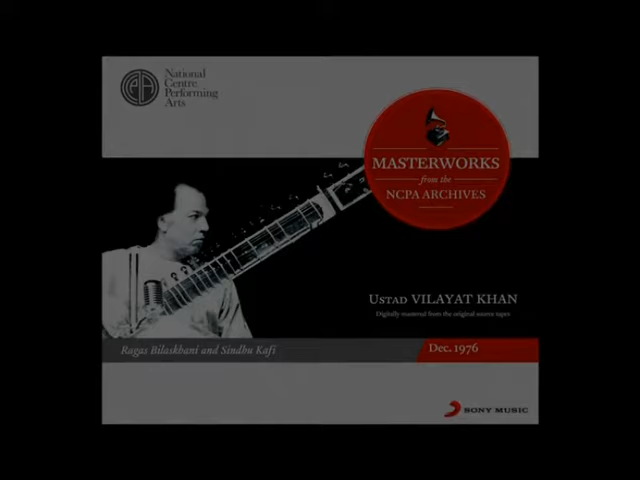 National
Centre
Performing
Arts
MASTERWORKS
from the
NCPA ARCHIVES
USTAD VILAYAT KHAN
Digitally mastered from the original source tapes
Ragas Bilaskhani and Sindhu Kafi
Dec. 1976
SONY MUSIC